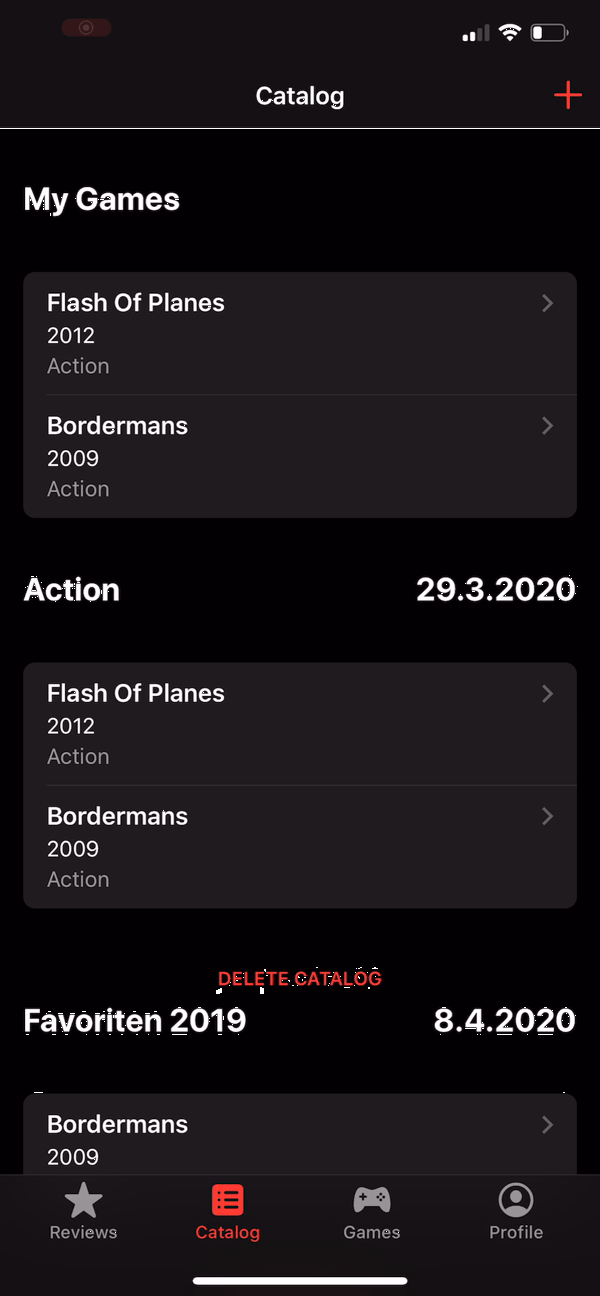 Catalog
My Games
Flash Of Planes
2012
Action
Bordermans
2009
Action
Action 29.3.2020
Flash Of Planes
2012
Action
Bordermans
2009
Action
DELETE CATALOG
Favoriten 2019 8.4.2020
Bordermans
2009
Reviews Catalog Games Profile